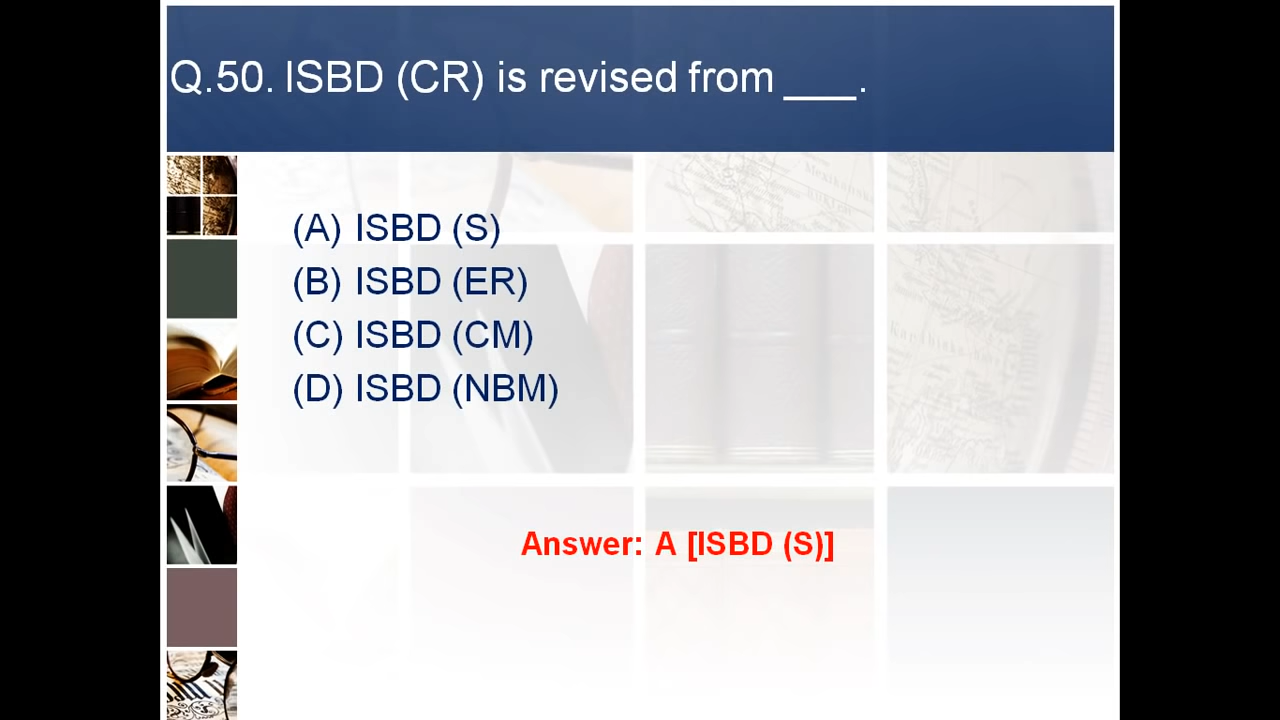 Q.50. ISBD (CR) is revised from ___.
(A) ISBD (S)
(B) ISBD (ER)
(C) ISBD (CM)
(D) ISBD (NBM)
Answer: A [ISBD (S)]